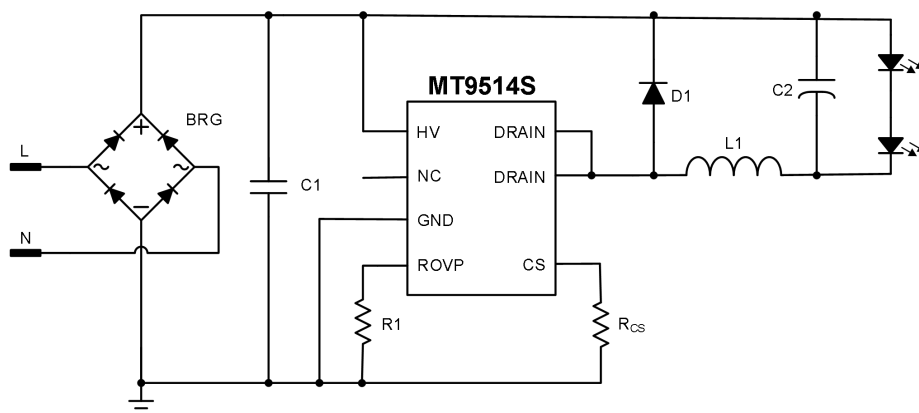 MT9514S
BRG
HV
DRAIN
D1
C2
L
L1
C1
NC
DRAIN
GND
N
ROVP
CS
R1
RCS